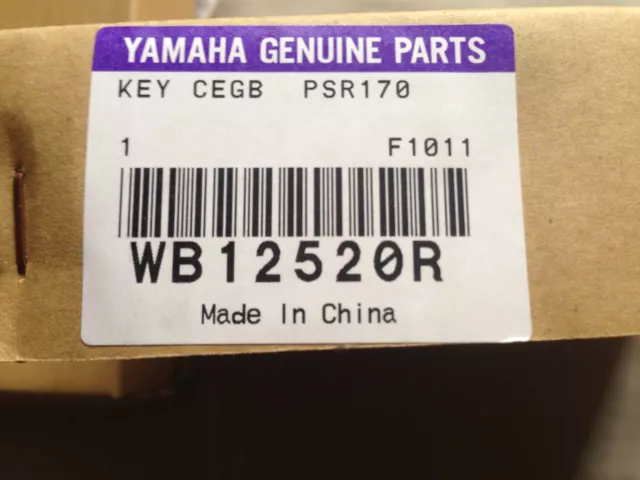 YAMAHA GENUINE PARTS
KEY CEGB PSR170
1 F1011
WB12520R
Made In China